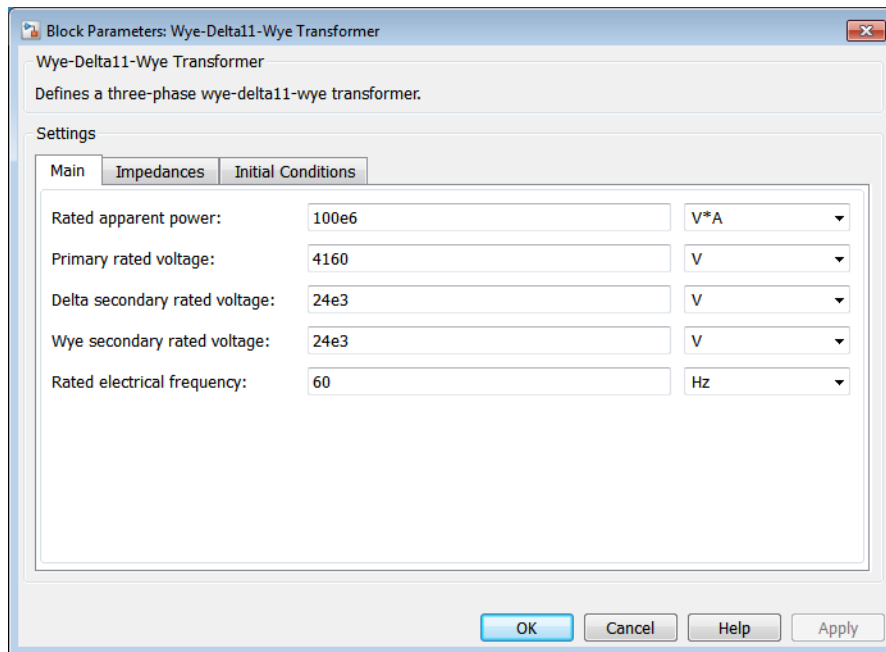 Block Parameters: Wye-Delta11-Wye Transformer
Wye-Delta11-Wye Transformer
Defines a three-phase wye-delta11-wye transformer.
Settings
Main Impedances Initial Conditions
Rated apparent power: 100e6 V*A
Primary rated voltage: 4160 V
Delta secondary rated voltage: 24e3 V
Wye secondary rated voltage: 24e3 V
Rated electrical frequency: 60 Hz
OK Cancel Help Apply